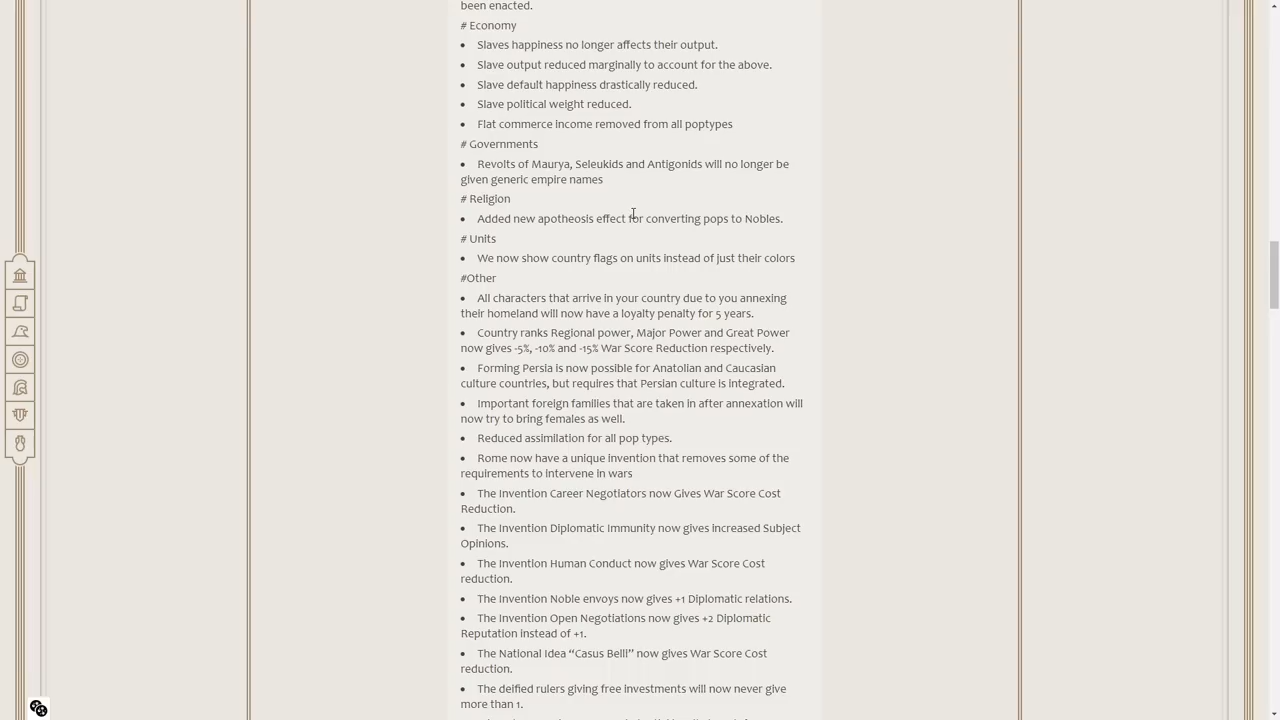 been enacted.
# Economy
• Slaves happiness no longer affects their output.
• Slave output reduced marginally to account for the above.
• Slave default happiness drastically reduced.
• Slave political weight reduced.
• Flat commerce income removed from all poptypes
# Governments
• Revolts of Maurya, Seleukids and Antigonids will no longer be
given generic empire names
# Religion
• Added new apotheosis effect for converting pops to Nobles.
# Units
• We now show country flags on units instead of just their colors
#Other
• All characters that arrive in your country due to you annexing
their homeland will now have a loyalty penalty for 5 years.
• Country ranks Regional power, Major Power and Great Power
now gives -5%, -10% and -15% War Score Reduction respectively.
• Forming Persia is now possible for Anatolian and Caucasian
culture countries, but requires that Persian culture is integrated.
• Important foreign families that are taken in after annexation will
now try to bring females as well.
• Reduced assimilation for all pop types.
• Rome now have a unique invention that removes some of the
requirements to intervene in wars
• The Invention Career Negotiators now Gives War Score Cost
Reduction.
• The Invention Diplomatic Immunity now gives increased Subject
Opinions.
• The Invention Human Conduct now gives War Score Cost
reduction.
• The Invention Noble envoys now gives +1 Diplomatic relations.
• The Invention Open Negotiations now gives +2 Diplomatic
Reputation instead of +1.
• The National Idea “Casus Belli” now gives War Score Cost
reduction.
• The deified rulers giving free investments will now never give
more than 1.